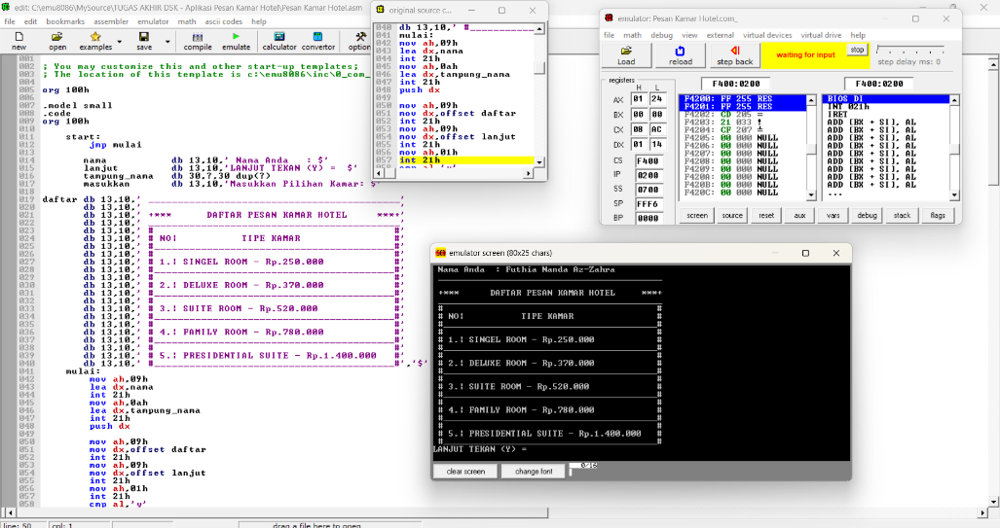 edit: C:\emu8086\MySource\TUGAS AKHIR DSK - Aplikasi Pesan Kamar Hotel\Pesan Kamar Hotel.asm
file edit bookmarks assembler emulator math ascii codes help
new open examples save compile emulate calculator convertor options
001
002 ; You may customize this and other start-up templates;
003 ; The location of this template is c:\emu8086\inc\0_com_
004
005 org 100h
006
007 .model small
008 .code
009 org 100h
010
011 start:
012 jmp mulai
013
014 nama db 13,10,' Nama Anda : $'
015 lanjut db 13,10,'LANJUT TEKAN (Y) = $'
016 tampung_nama db 30,?,30 dup(?)
017 masukkan db 13,10,'Masukkan Pilihan Kamar: $'
018
019 daftar db 13,10,' ________________________________________'
020 db 13,10,'
021 db 13,10,' +*** DAFTAR PESAN KAMAR HOTEL ***+'
022 db 13,10,' ________________________________________'
023 db 13,10,' # #'
024 db 13,10,' # NO| TIPE KAMAR #'
025 db 13,10,' #________________________________________#'
026 db 13,10,' # #'
027 db 13,10,' # 1.| SINGEL ROOM - Rp.250.000 #'
028 db 13,10,' #________________________________________#'
029 db 13,10,' # #'
030 db 13,10,' # 2.| DELUXE ROOM - Rp.370.000 #'
031 db 13,10,' #________________________________________#'
032 db 13,10,' # #'
033 db 13,10,' # 3.| SUITE ROOM - Rp.520.000 #'
034 db 13,10,' #________________________________________#'
035 db 13,10,' # #'
036 db 13,10,' # 4.| FAMILY ROOM - Rp.780.000 #'
037 db 13,10,' #________________________________________#'
038 db 13,10,' # #'
039 db 13,10,' # 5.| PRESIDENTIAL SUITE - Rp.1.400.000 #'
040 db 13,10,' #________________________________________#','$'
041 mulai:
042 mov ah,09h
043 lea dx,nama
044 int 21h
045 mov ah,0ah
046 lea dx,tampung_nama
047 int 21h
048 push dx
049
050 mov ah,09h
051 mov dx,offset daftar
052 int 21h
053 mov ah,09h
054 mov dx,offset lanjut
055 int 21h
056 mov ah,01h
057 int 21h
058 cmp al,'y'
line: 50 col: 1 drag a file here to open
original source c...
040 db 13,10,' #____________
041 mulai:
042 mov ah,09h
043 lea dx,nama
044 int 21h
045 mov ah,0ah
046 lea dx,tampung_nama
047 int 21h
048 push dx
049
050 mov ah,09h
051 mov dx,offset daftar
052 int 21h
053 mov ah,09h
054 mov dx,offset lanjut
055 int 21h
056 mov ah,01h
057 int 21h
058 cmp al,'y'
emulator: Pesan Kamar Hotel.com_
file math debug view external virtual devices virtual drive help
Load reload step back waiting for input stop step delay ms: 0
registers F400:0200 F400:0200
H L
AX 01 24
BX 00 00
CX 00 AC
DX 01 14
CS F400
IP 0200
SS 0700
SP FFF6
BP 0000
F4200: FF 255 RES
F4201: FF 255 RES
F4202: CD 205 =
F4203: 21 033 !
F4204: CF 207 ╧
F4205: 00 000 NULL
F4206: 00 000 NULL
F4207: 00 000 NULL
F4208: 00 000 NULL
F4209: 00 000 NULL
F420A: 00 000 NULL
F420B: 00 000 NULL
F420C: 00 000 NULL
BIOS DI
INT 021h
IRET
ADD [BX + SI], AL
ADD [BX + SI], AL
ADD [BX + SI], AL
ADD [BX + SI], AL
ADD [BX + SI], AL
ADD [BX + SI], AL
ADD [BX + SI], AL
ADD [BX + SI], AL
ADD [BX + SI], AL
...
screen source reset aux vars debug stack flags
emulator screen (80x25 chars)
Nama Anda : Futhia Nanda Az-Zahra
________________________________________
+*** DAFTAR PESAN KAMAR HOTEL ***+
________________________________________
# #
# NO| TIPE KAMAR #
#________________________________________#
# #
# 1.| SINGEL ROOM - Rp.250.000 #
#________________________________________#
# #
# 2.| DELUXE ROOM - Rp.370.000 #
#________________________________________#
# #
# 3.| SUITE ROOM - Rp.520.000 #
#________________________________________#
# #
# 4.| FAMILY ROOM - Rp.780.000 #
#________________________________________#
# #
# 5.| PRESIDENTIAL SUITE - Rp.1.400.000 #
#________________________________________#
LANJUT TEKAN (Y) =
clear screen change font 0/16